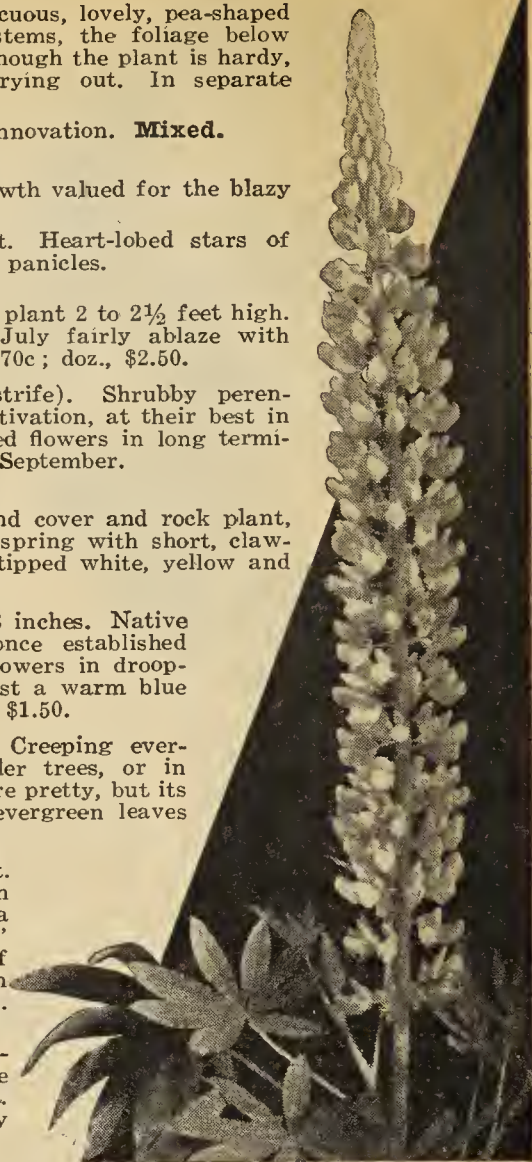 cuous, lovely, pea-shaped
stems, the foliage below
hough the plant is hardy,
rying out. In separate
nnovation. Mixed.
wth valued for the blazy
t. Heart-lobed stars of
panicles.
plant 2 to 2½ feet high.
July fairly ablaze with
70c; doz., $2.50.
strife). Shrubby peren-
tivation, at their best in
ed flowers in long termi-
September.
nd cover and rock plant,
spring with short, claw-
tipped white, yellow and
inches. Native
once established
owers in droop-
st a warm blue
$1.50.
Creeping ever-
ler trees, or in
re pretty, but its
evergreen leaves
t.
n
a
,
f
n
.
-
e
.
y